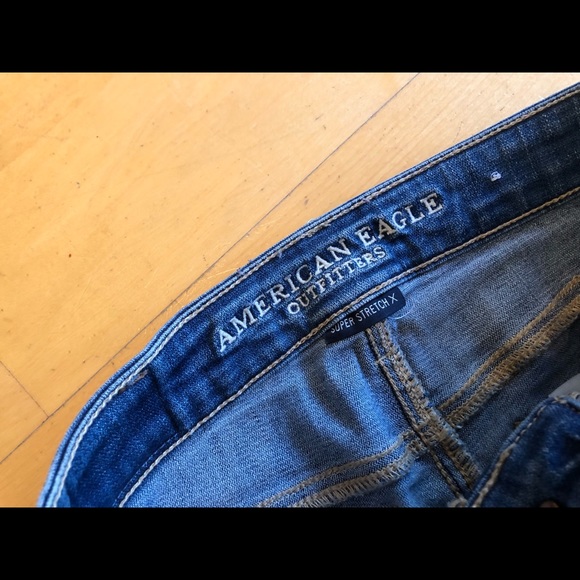 AMERICAN EAGLE
OUTFITTERS
SUPER STRETCH X